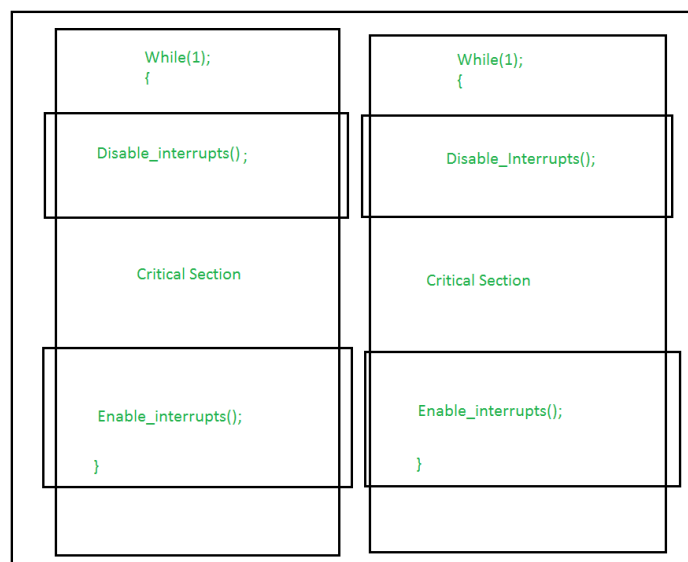 While(1);
{
Disable_interrupts() ;
Critical Section
Enable_interrupts();
}
While(1);
{
Disable_Interrupts();
Critical Section
Enable_interrupts();
}